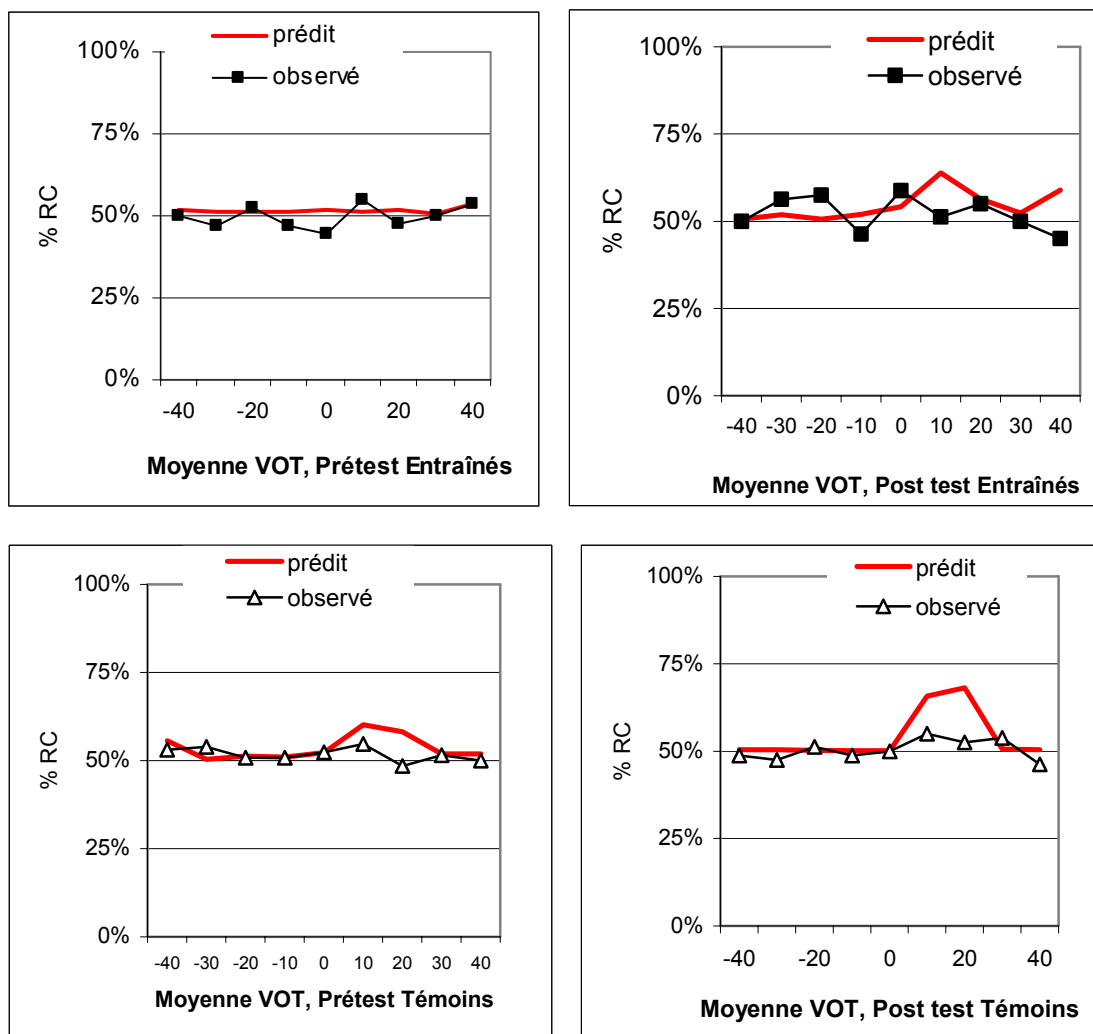 prédit
observé
100%
75%
50%
25%
0%
% RC
-40 -20 0 20 40
Moyenne VOT, Prétest Entraînés
prédit
observé
100%
75%
50%
25%
0%
% RC
-40 -30 -20 -10 0 10 20 30 40
Moyenne VOT, Post test Entraînés
prédit
observé
100%
75%
50%
25%
0%
% RC
-40 -30 -20 -10 0 10 20 30 40
Moyenne VOT, Prétest Témoins
prédit
observé
100%
75%
50%
25%
0%
% RC
-40 -20 0 20 40
Moyenne VOT, Post test Témoins